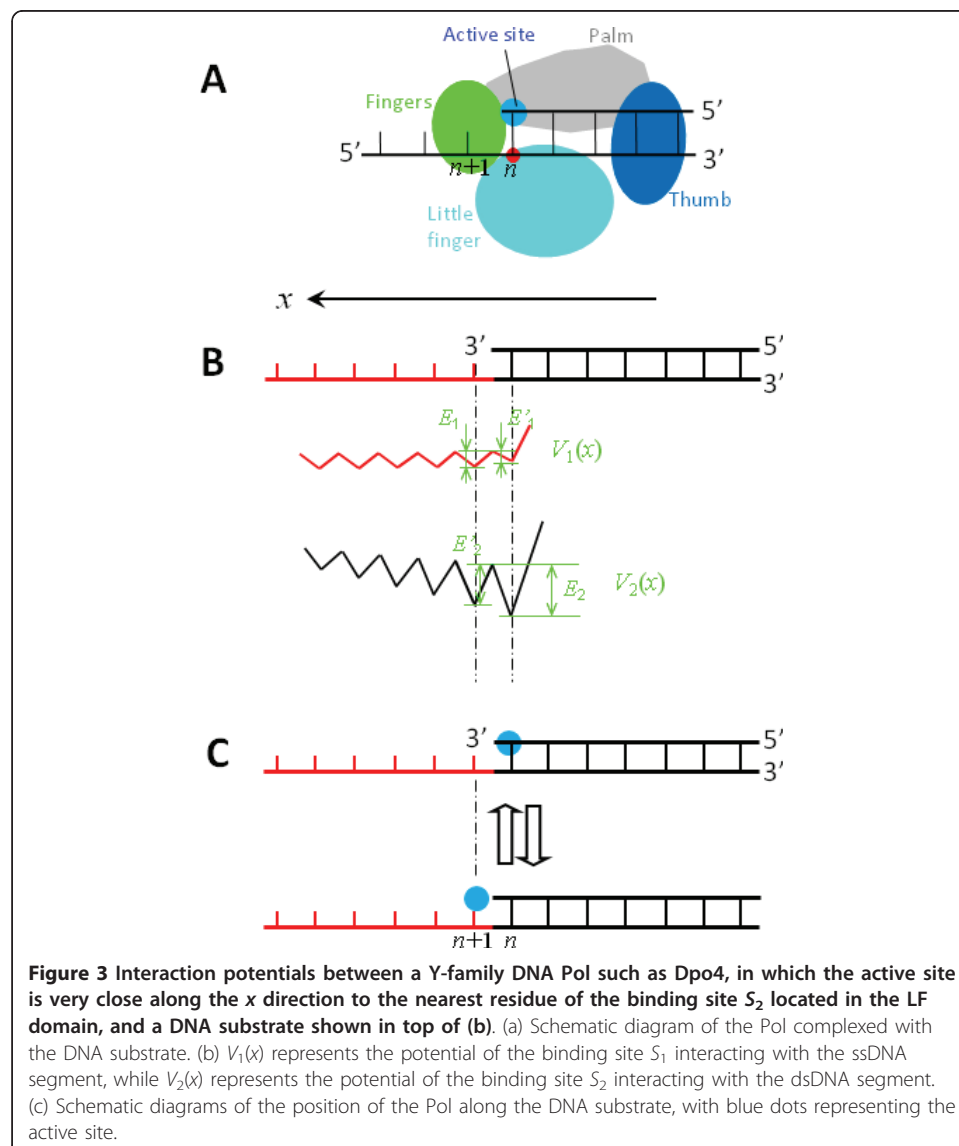 A
Active site
Palm
Fingers
5'
5'
3'
n+1 n
Little
finger
Thumb
x
B
3'
5'
3'
E1 E'1
V1(x)
E'2
E2
V2(x)
C
3'
5'
3'
n+1 n
Figure 3 Interaction potentials between a Y-family DNA Pol such as Dpo4, in which the active site
is very close along the x direction to the nearest residue of the binding site S2 located in the LF
domain, and a DNA substrate shown in top of (b). (a) Schematic diagram of the Pol complexed with
the DNA substrate. (b) V1(x) represents the potential of the binding site S1 interacting with the ssDNA
segment, while V2(x) represents the potential of the binding site S2 interacting with the dsDNA segment.
(c) Schematic diagrams of the position of the Pol along the DNA substrate, with blue dots representing the
active site.